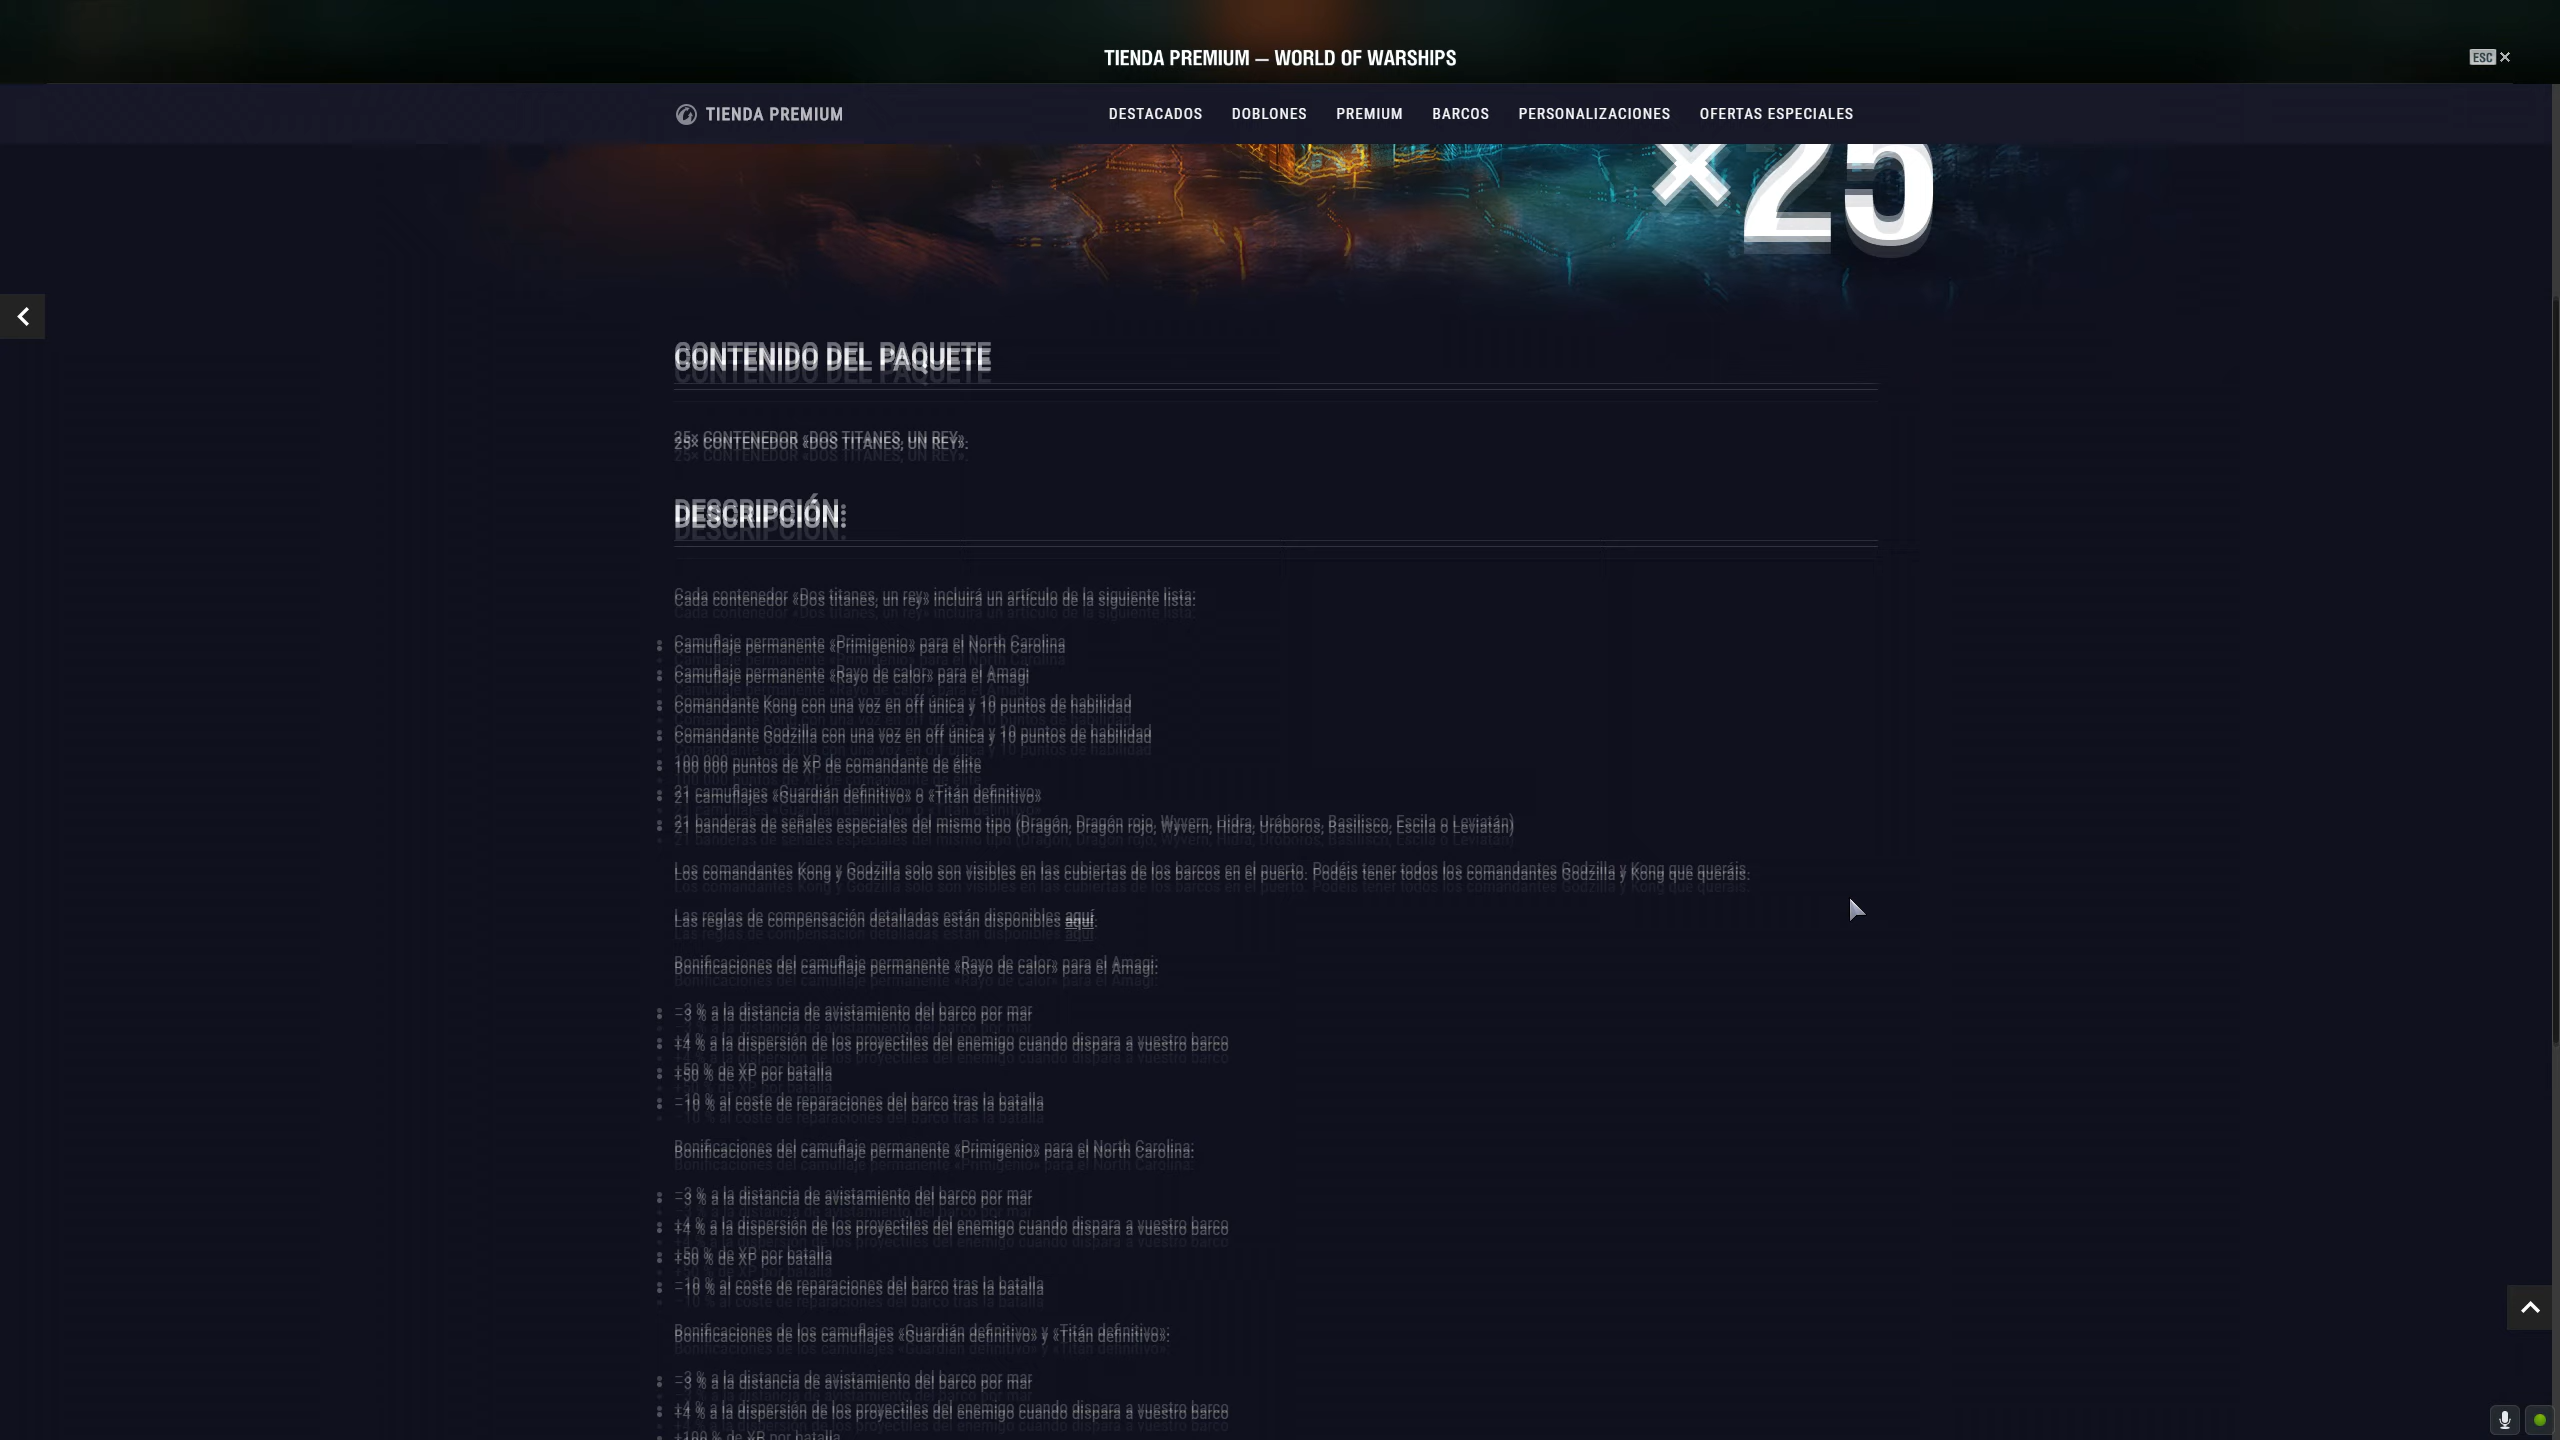 TIENDA PREMIUM — WORLD OF WARSHIPS
ESC
TIENDA PREMIUM
DESTACADOS DOBLONES PREMIUM BARCOS PERSONALIZACIONES OFERTAS ESPECIALES
×25
CONTENIDO DEL PAQUETE
25× CONTENEDOR «DOS TITANES, UN REY».
DESCRIPCIÓN:
Cada contenedor «Dos titanes, un rey» incluirá un artículo de la siguiente lista:
Camuflaje permanente «Primigenio» para el North Carolina
Camuflaje permanente «Rayo de calor» para el Amagi
Comandante Kong con una voz en off única y 10 puntos de habilidad
Comandante Godzilla con una voz en off única y 10 puntos de habilidad
100 000 puntos de XP de comandante de élite
21 camuflajes «Guardián definitivo» o «Titán definitivo»
21 banderas de señales especiales del mismo tipo (Dragón, Dragón rojo, Wyvern, Hidra, Uróboros, Basilisco, Escila o Leviatán)
Los comandantes Kong y Godzilla solo son visibles en las cubiertas de los barcos en el puerto. Podéis tener todos los comandantes Godzilla y Kong que queráis.
Las reglas de compensación detalladas están disponibles aquí.
Bonificaciones del camuflaje permanente «Rayo de calor» para el Amagi:
−3 % a la distancia de avistamiento del barco por mar
+4 % a la dispersión de los proyectiles del enemigo cuando dispara a vuestro barco
+50 % de XP por batalla
−10 % al coste de reparaciones del barco tras la batalla
Bonificaciones del camuflaje permanente «Primigenio» para el North Carolina:
−3 % a la distancia de avistamiento del barco por mar
+4 % a la dispersión de los proyectiles del enemigo cuando dispara a vuestro barco
+50 % de XP por batalla
−10 % al coste de reparaciones del barco tras la batalla
Bonificaciones de los camuflajes «Guardián definitivo» y «Titán definitivo»:
−3 % a la distancia de avistamiento del barco por mar
+4 % a la dispersión de los proyectiles del enemigo cuando dispara a vuestro barco
+100 % de XP por batalla